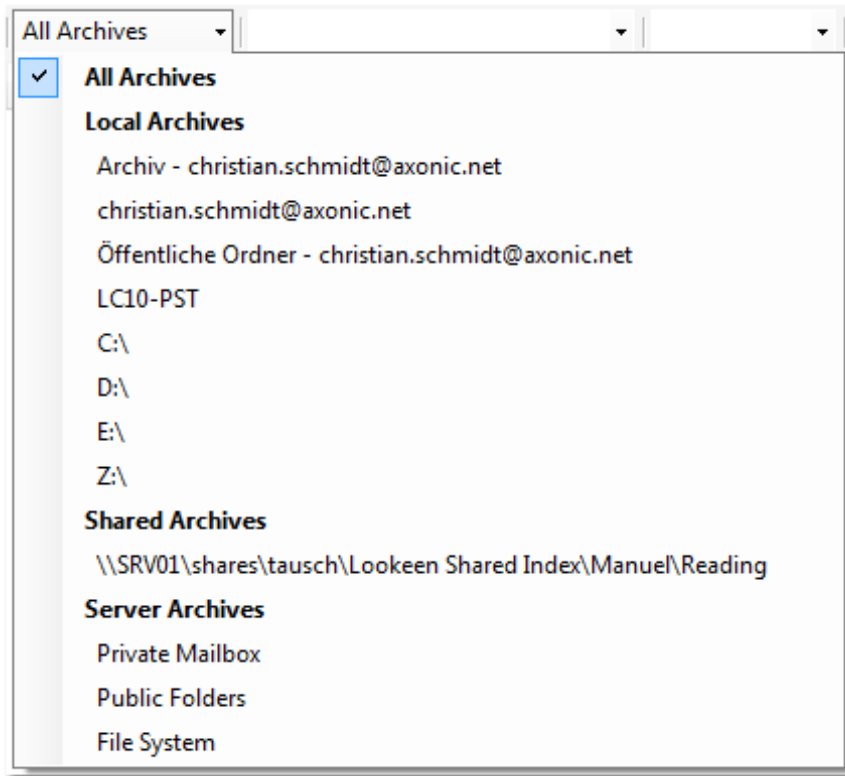 All Archives
All Archives
Local Archives
Archiv - christian.schmidt@axonic.net
christian.schmidt@axonic.net
Öffentliche Ordner - christian.schmidt@axonic.net
LC10-PST
C:\
D:\
E:\
Z:\
Shared Archives
\\SRV01\shares\tausch\Lookeen Shared Index\Manuel\Reading
Server Archives
Private Mailbox
Public Folders
File System